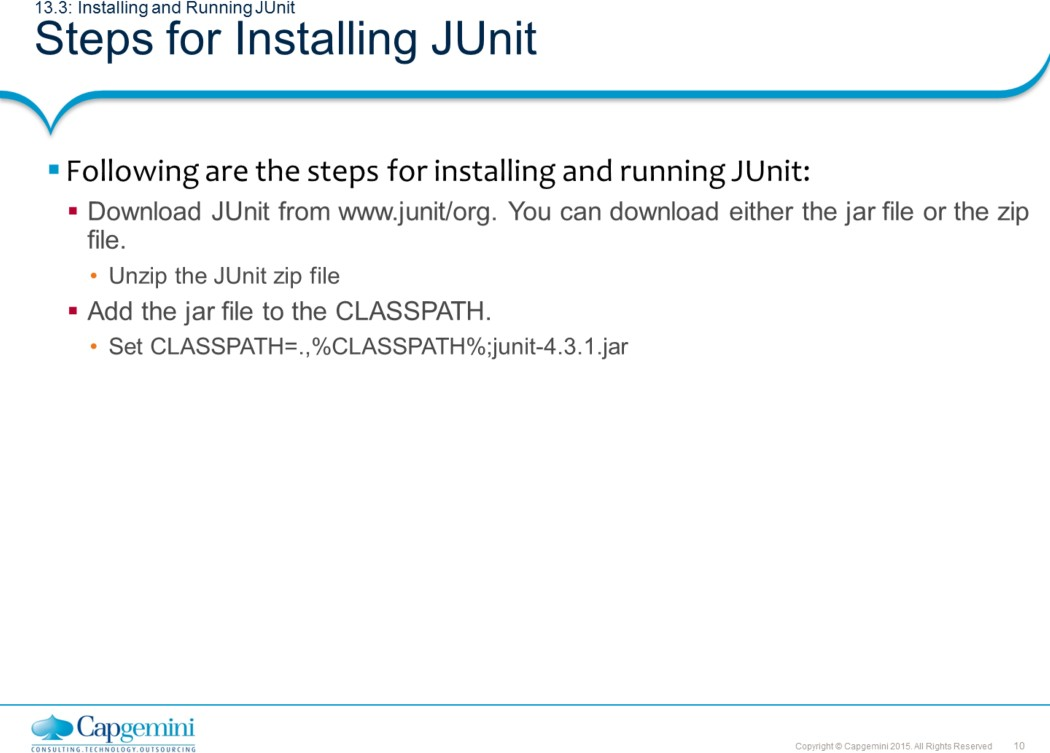 13.3: Installing and Running JUnit
Steps for Installing JUnit
Following are the steps for installing and running JUnit:
Download JUnit from www.junit/org. You can download either the jar file or the zip
file.
Unzip the JUnit zip file
Add the jar file to the CLASSPATH.
Set CLASSPATH=.,%CLASSPATH%;junit-4.3.1.jar
Capgemini
CONSULTING.TECHNOLOGY.OUTSOURCING
Copyright © Capgemini 2015. All Rights Reserved 10